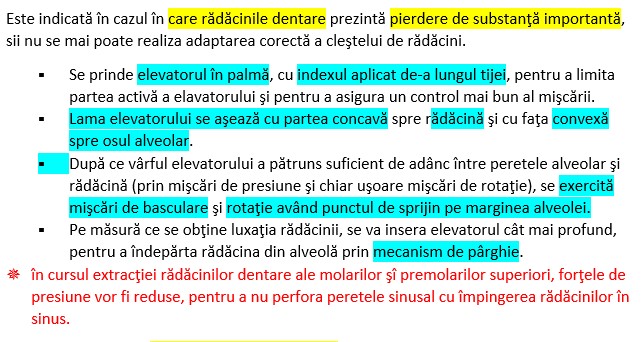 Este indicată în cazul în care rădăcinile dentare prezintă pierdere de substanţă importantă,
sii nu se mai poate realiza adaptarea corectă a cleştelui de rădăcini.
▪ Se prinde elevatorul în palmă, cu indexul aplicat de-a lungul tijei, pentru a limita
partea activă a elavatorului şi pentru a asigura un control mai bun al mişcării.
▪ Lama elevatorului se aşează cu partea concavă spre rădăcină şi cu faţa convexă
spre osul alveolar.
▪ După ce vârful elevatorului a pătruns suficient de adânc între peretele alveolar şi
rădăcină (prin mişcări de presiune şi chiar uşoare mişcări de rotaţie), se exercită
mişcări de basculare şi rotaţie având punctul de sprijin pe marginea alveolei.
▪ Pe măsură ce se obţine luxaţia rădăcinii, se va insera elevatorul cât mai profund,
pentru a îndepărta rădăcina din alveolă prin mecanism de pârghie.
✵ în cursul extracţiei rădăcinilor dentare ale molarilor şî premolarilor superiori, forţele de
presiune vor fi reduse, pentru a nu perfora peretele sinusal cu împingerea rădăcinilor în
sinus.